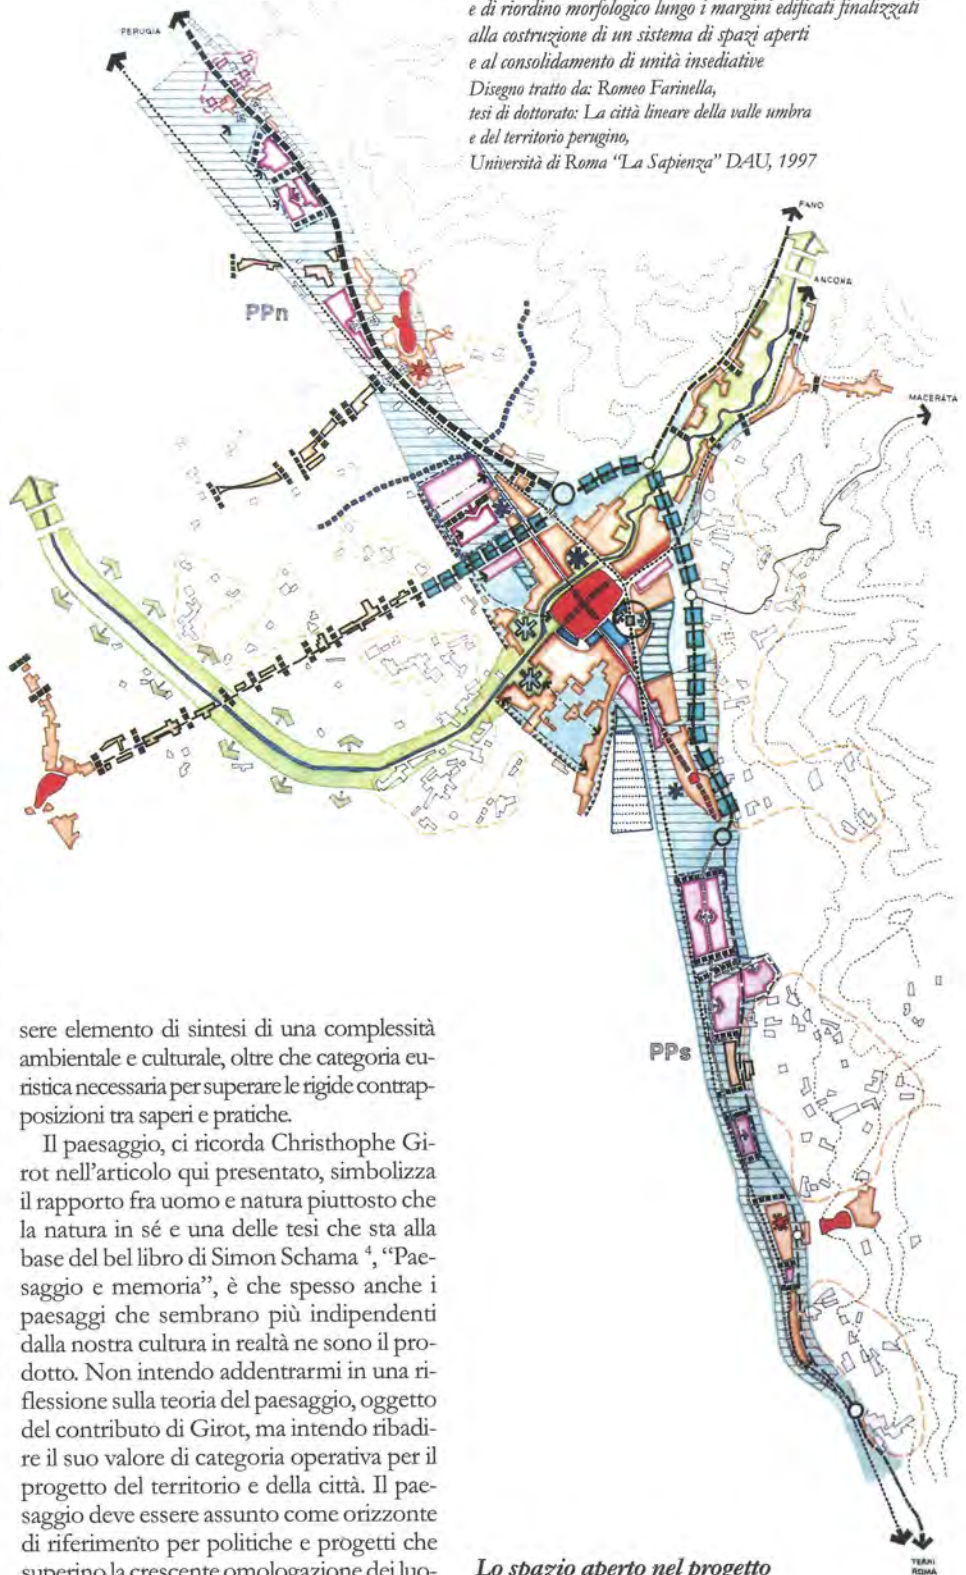 e di riordino morfologico lungo i margini edificati finalizzati
alla costruzione di un sistema di spazi aperti
e al consolidamento di unità insediative
Disegno tratto da: Romeo Farinella,
tesi di dottorato: La città lineare della valle umbra
e del territorio perugino,
Università di Roma “La Sapienza” DAU, 1997
PERUGIA
FANO
ANCONA
MACERATA
PPn
PPs
TERNI
ROMA
sere elemento di sintesi di una complessità
ambientale e culturale, oltre che categoria eu-
ristica necessaria per superare le rigide contrap-
posizioni tra saperi e pratiche.
Il paesaggio, ci ricorda Christhophe Gi-
rot nell’articolo qui presentato, simbolizza
il rapporto fra uomo e natura piuttosto che
la natura in sé e una delle tesi che sta alla
base del bel libro di Simon Schama ⁴, “Pae-
saggio e memoria”, è che spesso anche i
paesaggi che sembrano più indipendenti
dalla nostra cultura in realtà ne sono il pro-
dotto. Non intendo addentrarmi in una ri-
flessione sulla teoria del paesaggio, oggetto
del contributo di Girot, ma intendo ribadi-
re il suo valore di categoria operativa per il
progetto del territorio e della città. Il pae-
saggio deve essere assunto come orizzonte
di riferimento per politiche e progetti che
superino la crescente omologazione dei luo-
Lo spazio aperto nel progetto